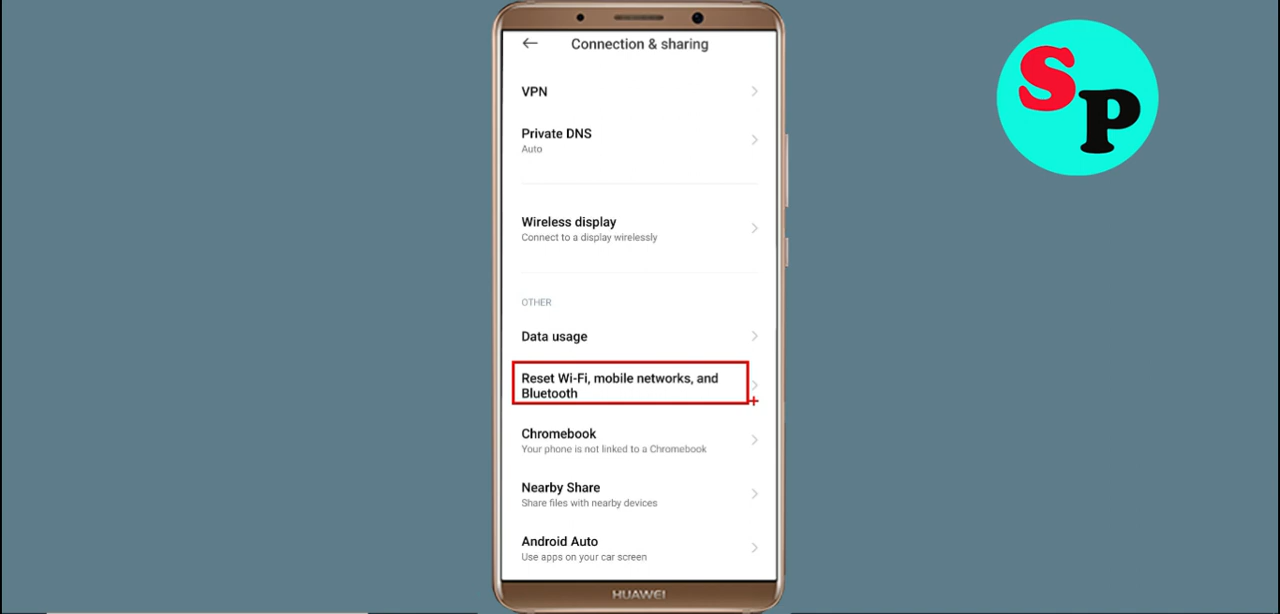 Connection & sharing
VPN
Private DNS
Auto
Wireless display
Connect to a display wirelessly
OTHER
Data usage
Reset Wi-Fi, mobile networks, and
Bluetooth
Chromebook
Your phone is not linked to a Chromebook
Nearby Share
Share files with nearby devices
Android Auto
Use apps on your car screen
HUAWEI
SP